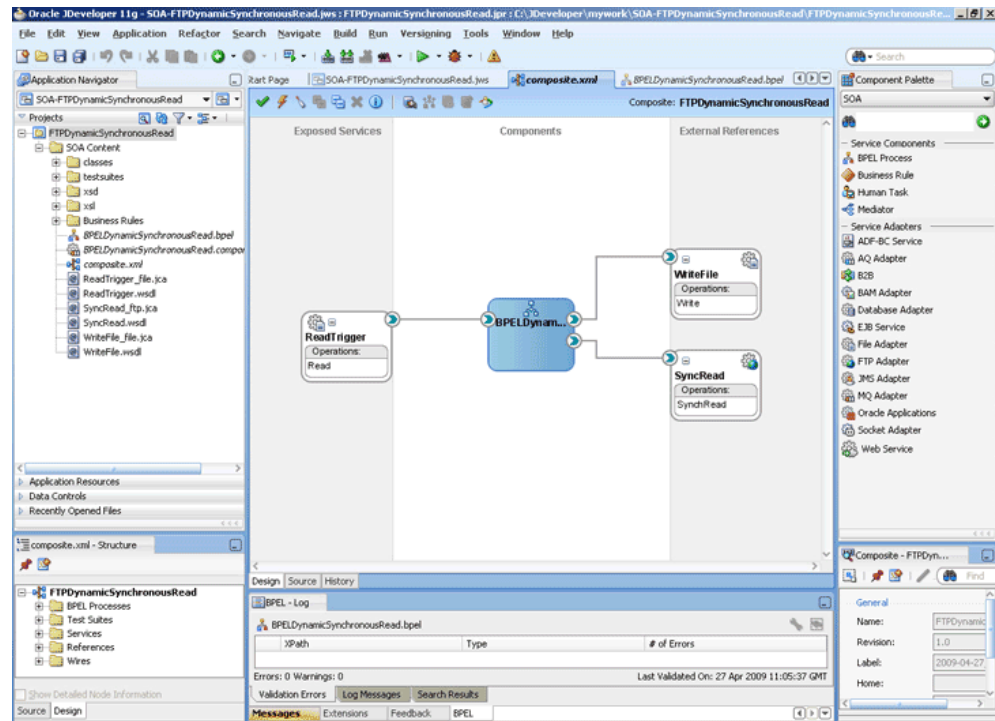 Oracle JDeveloper 11g - SOA-FTPDynamicSynchronousRead.jws : FTPDynamicSynchronousRead.jpr : C:\JDeveloper\mywork\SOA-FTPDynamicSynchronousRead\FTPDynamicSynchronousRe...
File Edit View Application Refactor Search Navigate Build Run Versioning Tools Window Help
Search
Application Navigator
SOA-FTPDynamicSynchronousRead
Projects
FTPDynamicSynchronousRead
SOA Content
classes
testsuites
xsd
xsl
Business Rules
BPELDynamicSynchronousRead.bpel
BPELDynamicSynchronousRead.compor
composite.xml
ReadTrigger_file.jca
ReadTrigger.wsdl
SyncRead_ftp.jca
SyncRead.wsdl
WriteFile_file.jca
WriteFile.wsdl
Application Resources
Data Controls
Recently Opened Files
composite.xml - Structure
FTPDynamicSynchronousRead
BPEL Processes
Test Suites
Services
References
Wires
Show Detailed Node Information
Source Design
Start Page SOA-FTPDynamicSynchronousRead.jws composite.xml BPELDynamicSynchronousRead.bpel
Composite: FTPDynamicSynchronousRead
Exposed Services Components External References
ReadTrigger
Operations:
Read
BPELDynam...
WriteFile
Operations:
Write
SyncRead
Operations:
SynchRead
Design Source History
BPEL - Log
BPELDynamicSynchronousRead.bpel
XPath Type # of Errors
Errors: 0 Warnings: 0 Last Validated On: 27 Apr 2009 11:05:37 GMT
Validation Errors Log Messages Search Results
Messages Extensions Feedback BPEL
Component Palette
SOA
Service Components
BPEL Process
Business Rule
Human Task
Mediator
Service Adapters
ADF-BC Service
AQ Adapter
B2B
BAM Adapter
Database Adapter
EJB Service
File Adapter
FTP Adapter
JMS Adapter
MQ Adapter
Oracle Applications
Socket Adapter
Web Service
Composite - FTPDyn...
Find
General
Name: FTPDynamic
Revision: 1.0
Label: 2009-04-27
Home: